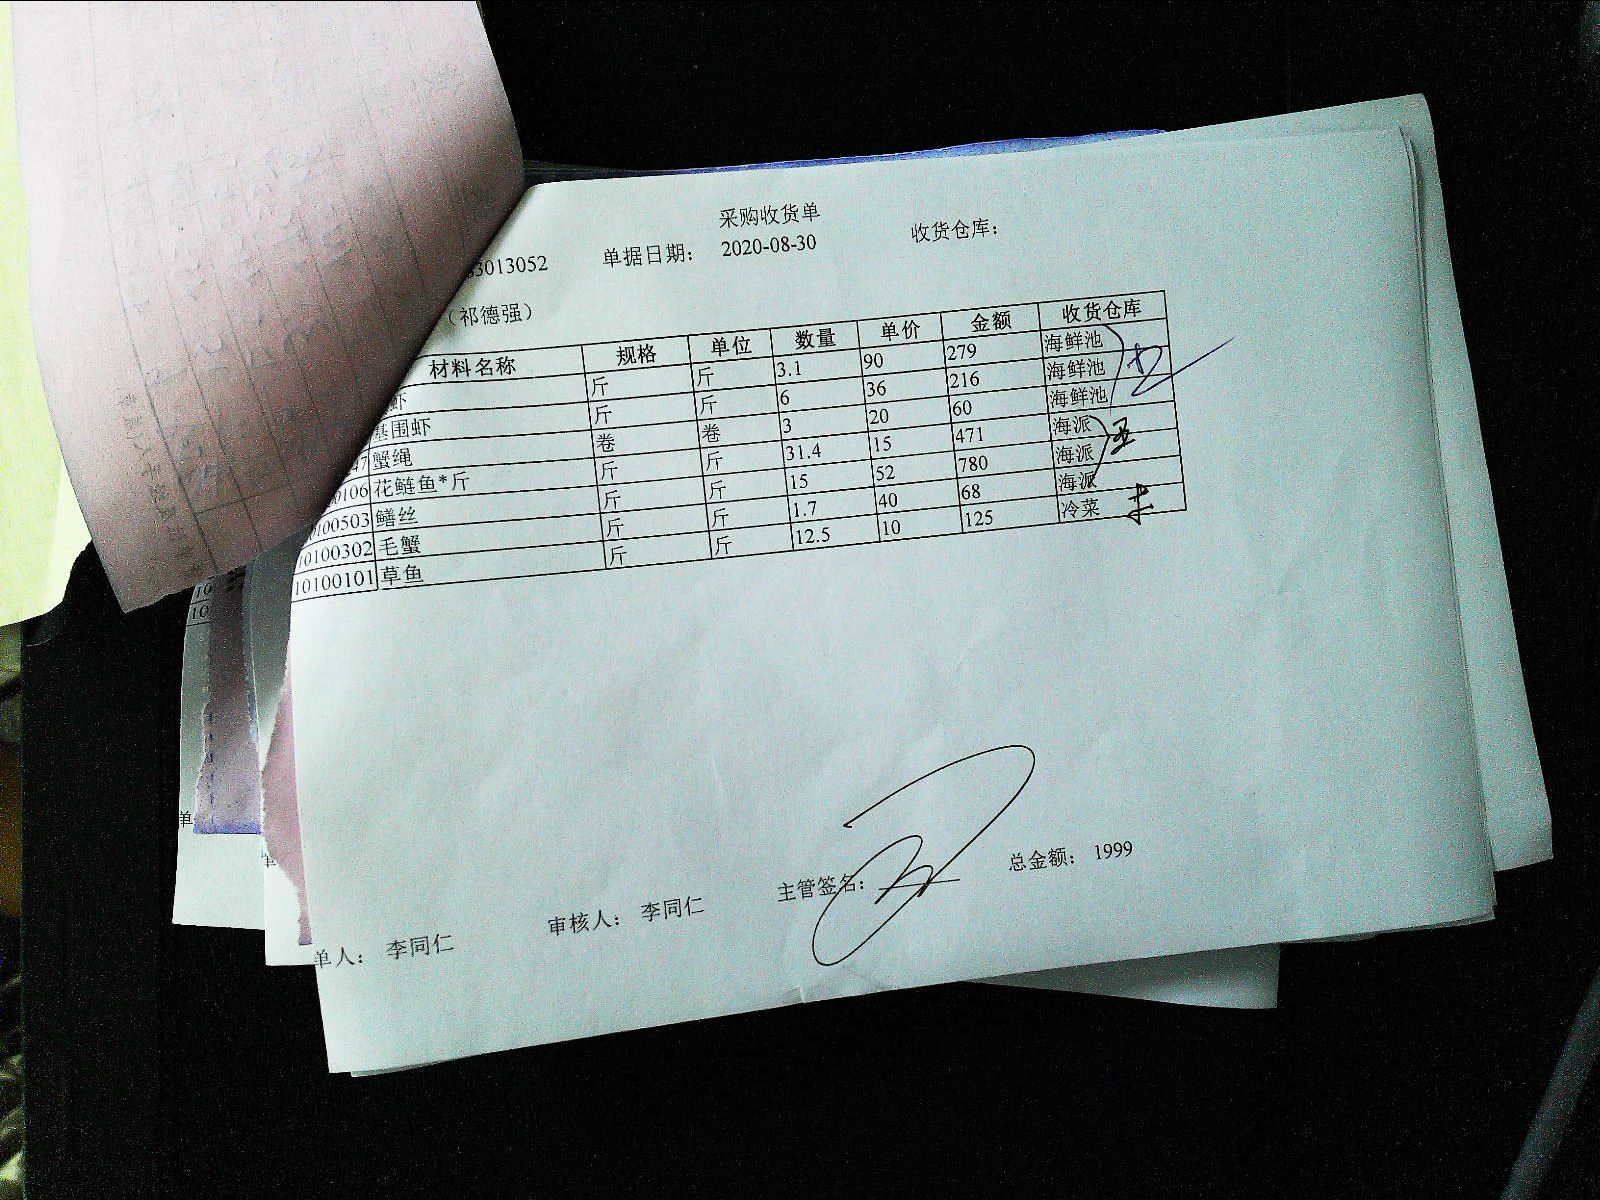 采购收货单
33013052 单据日期： 2020-08-30 收货仓库：
（祁德强）
材料名称 规格 单位 数量 单价 金额 收货仓库
虾 斤 斤 3.1 90 279 海鲜池
基围虾 斤 斤 6 36 216 海鲜池
47 蟹绳 卷 卷 3 20 60 海鲜池
0106 花鲢鱼*斤 斤 斤 31.4 15 471 海派
0100503 鳝丝 斤 斤 15 52 780 海派
10100302 毛蟹 斤 斤 1.7 40 68 海派
10100101 草鱼 斤 斤 12.5 10 125 冷菜
单人： 李同仁 审核人： 李同仁 主管签名： 总金额： 1999